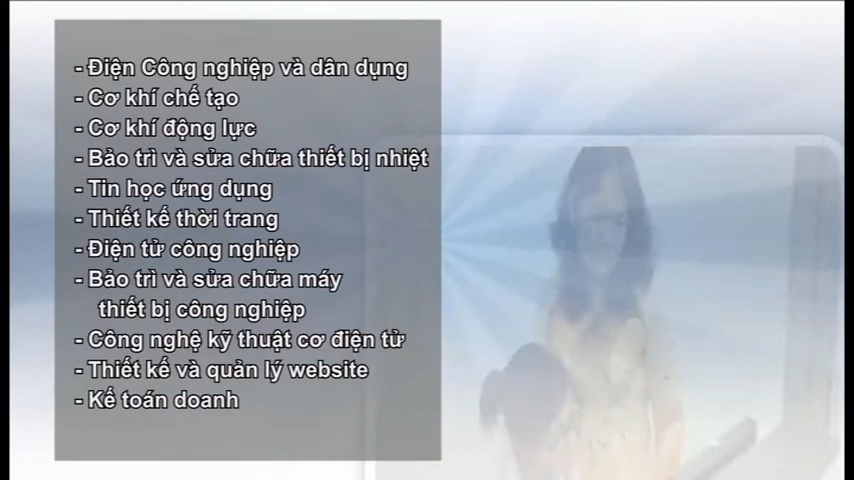 - Điện Công nghiệp và dân dụng
- Cơ khí chế tạo
- Cơ khí động lực
- Bảo trì và sửa chữa thiết bị nhiệt
- Tin học ứng dụng
- Thiết kế thời trang
- Điện tử công nghiệp
- Bảo trì và sửa chữa máy
thiết bị công nghiệp
- Công nghệ kỹ thuật cơ điện tử
- Thiết kế và quản lý website
- Kế toán doanh